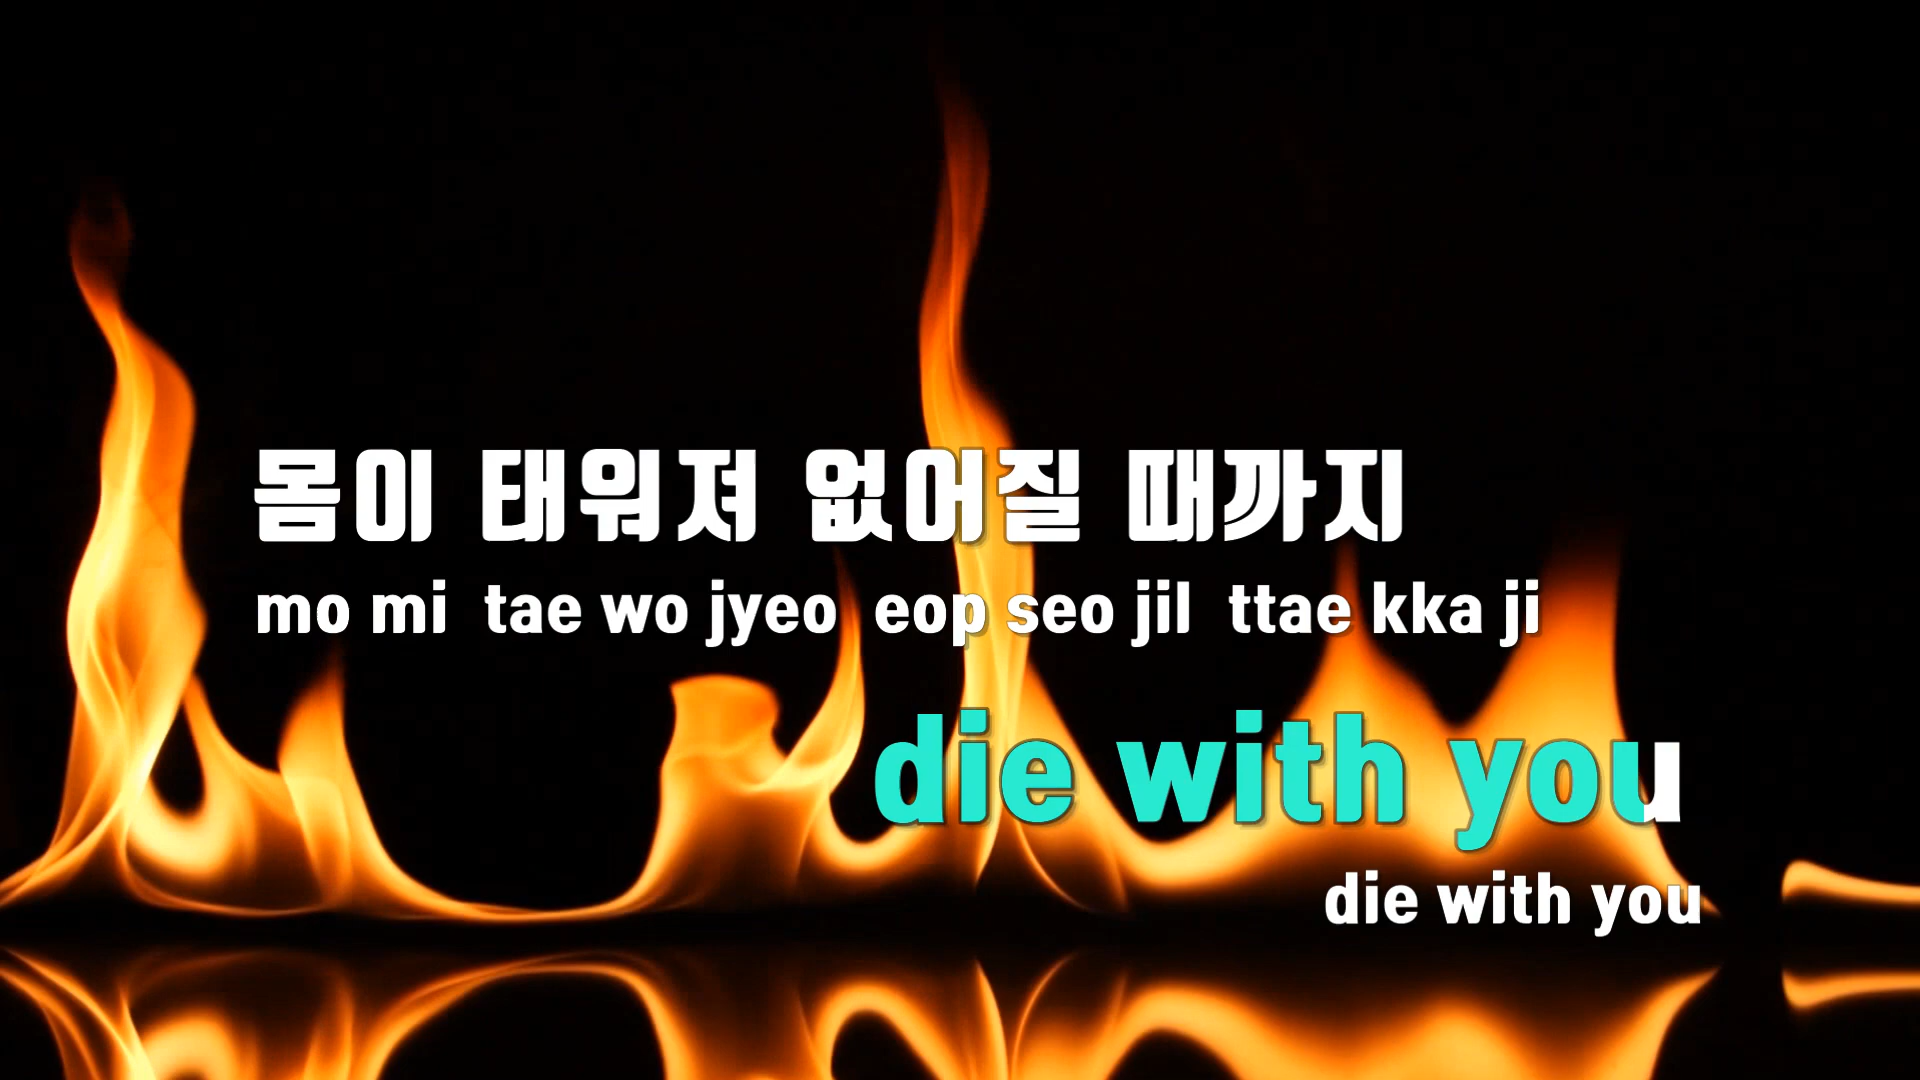 몸이 태워져 없어질 때까지
mo mi tae wo jyeo eop seo jil ttae kka ji
die with you
die with you